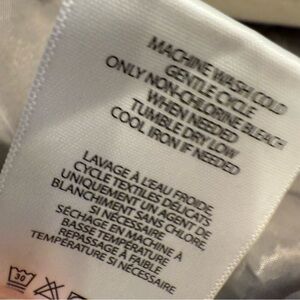 MACHINE WASH COLD
GENTLE CYCLE
ONLY NON-CHLORINE BLEACH
WHEN NEEDED
TUMBLE DRY LOW
COOL IRON IF NEEDED
LAVAGE À L'EAU FROIDE,
CYCLE TEXTILES DÉLICATS
UNIQUEMENT UN AGENT DE
BLANCHIMENT SANS CHLORE,
SI NÉCESSAIRE
SÉCHAGE EN MACHINE À
BASSE TEMPÉRATURE
REPASSAGE À FAIBLE
TEMPÉRATURE SI NÉCESSAIRE
30